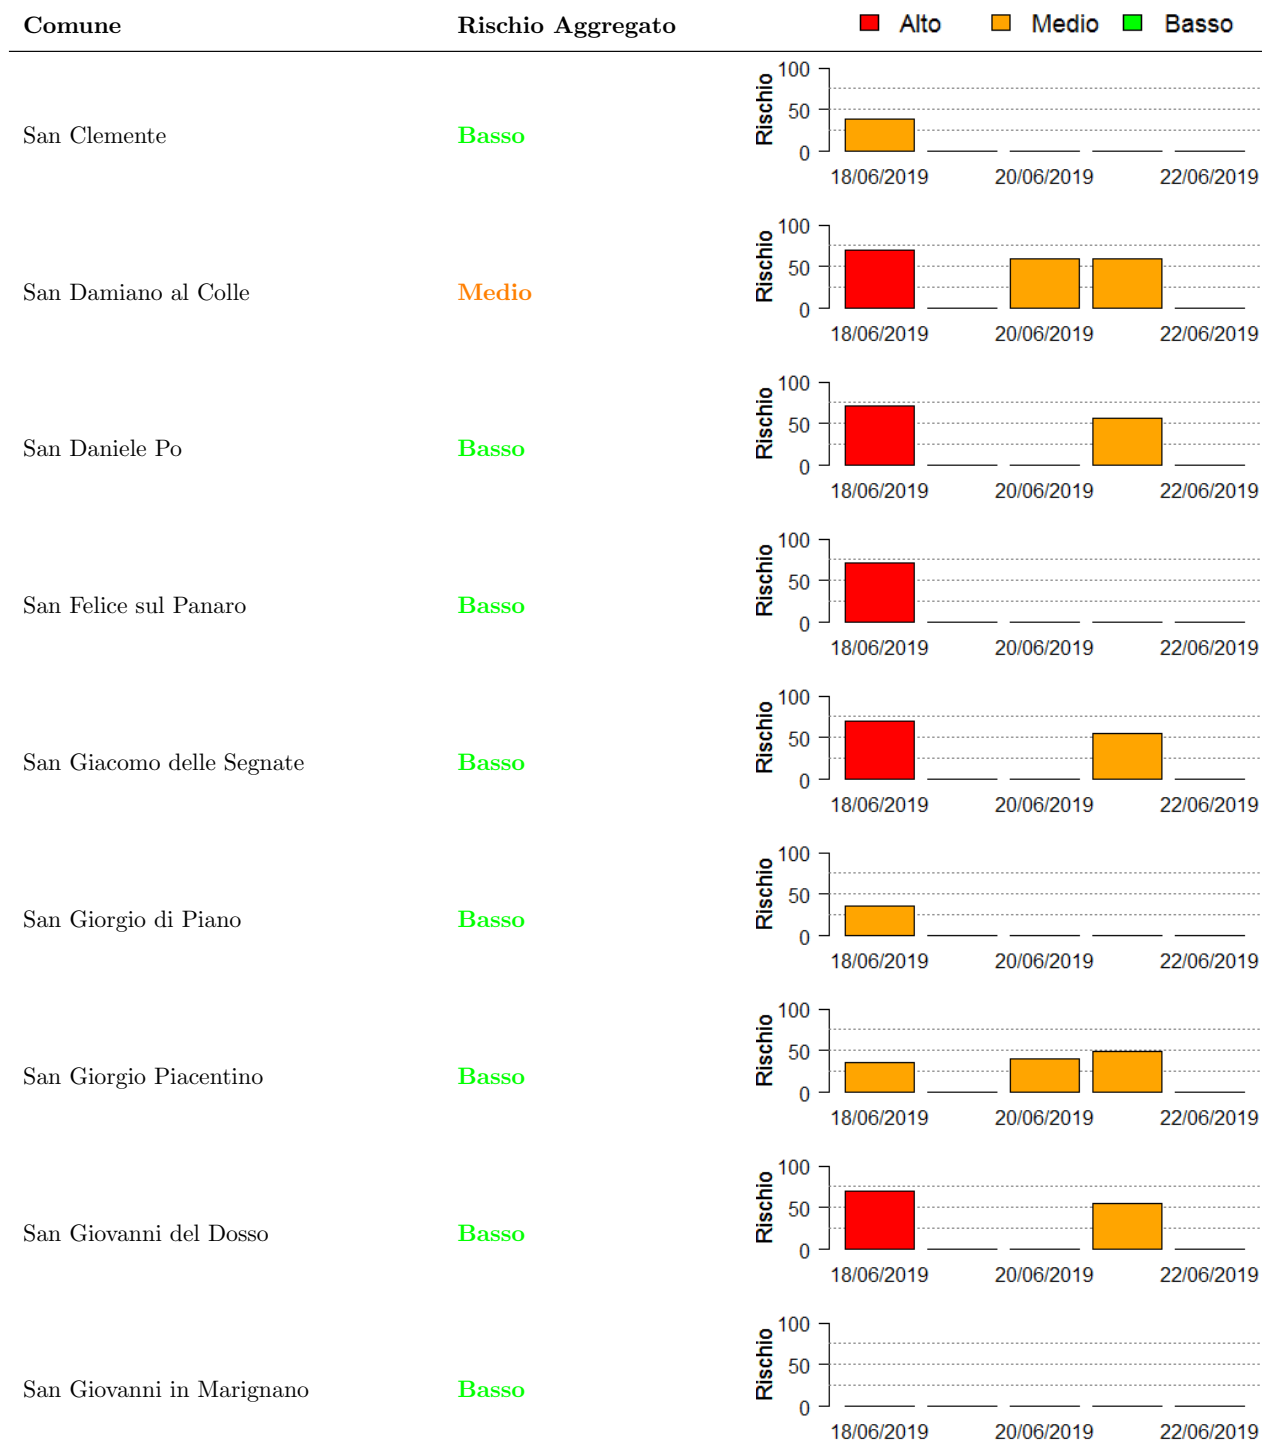 Comune Rischio Aggregato Alto Medio Basso
100
50
0
Rischio
San Clemente Basso
18/06/2019 20/06/2019 22/06/2019
100
50
0
Rischio
San Damiano al Colle Medio
18/06/2019 20/06/2019 22/06/2019
100
50
0
Rischio
San Daniele Po Basso
18/06/2019 20/06/2019 22/06/2019
100
50
0
Rischio
San Felice sul Panaro Basso
18/06/2019 20/06/2019 22/06/2019
100
50
0
Rischio
San Giacomo delle Segnate Basso
18/06/2019 20/06/2019 22/06/2019
100
50
0
Rischio
San Giorgio di Piano Basso
18/06/2019 20/06/2019 22/06/2019
100
50
0
Rischio
San Giorgio Piacentino Basso
18/06/2019 20/06/2019 22/06/2019
100
50
0
Rischio
San Giovanni del Dosso Basso
18/06/2019 20/06/2019 22/06/2019
100
50
0
Rischio
San Giovanni in Marignano Basso
18/06/2019 20/06/2019 22/06/2019